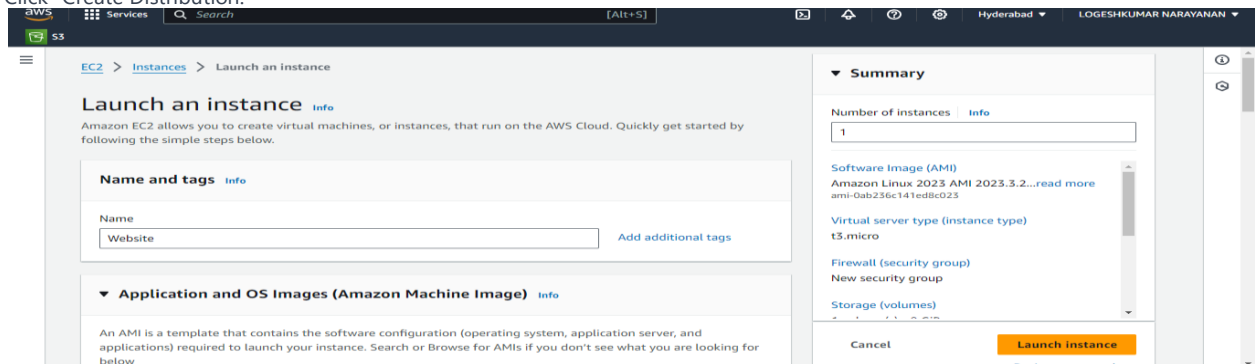 Click "Create Distribution.
aws
Services
Search
[Alt+S]
Hyderabad ▼
LOGESHKUMAR NARAYANAN ▼
S3
EC2 > Instances > Launch an instance
Launch an instance Info
Amazon EC2 allows you to create virtual machines, or instances, that run on the AWS Cloud. Quickly get started by
following the simple steps below.
Name and tags Info
Name
Website
Add additional tags
▼ Application and OS Images (Amazon Machine Image) Info
An AMI is a template that contains the software configuration (operating system, application server, and
applications) required to launch your instance. Search or Browse for AMIs if you don't see what you are looking for
below
▼ Summary
Number of instances Info
1
Software Image (AMI)
Amazon Linux 2023 AMI 2023.3.2...read more
ami-0ab236c141ed8c023
Virtual server type (instance type)
t3.micro
Firewall (security group)
New security group
Storage (volumes)
Cancel
Launch instance